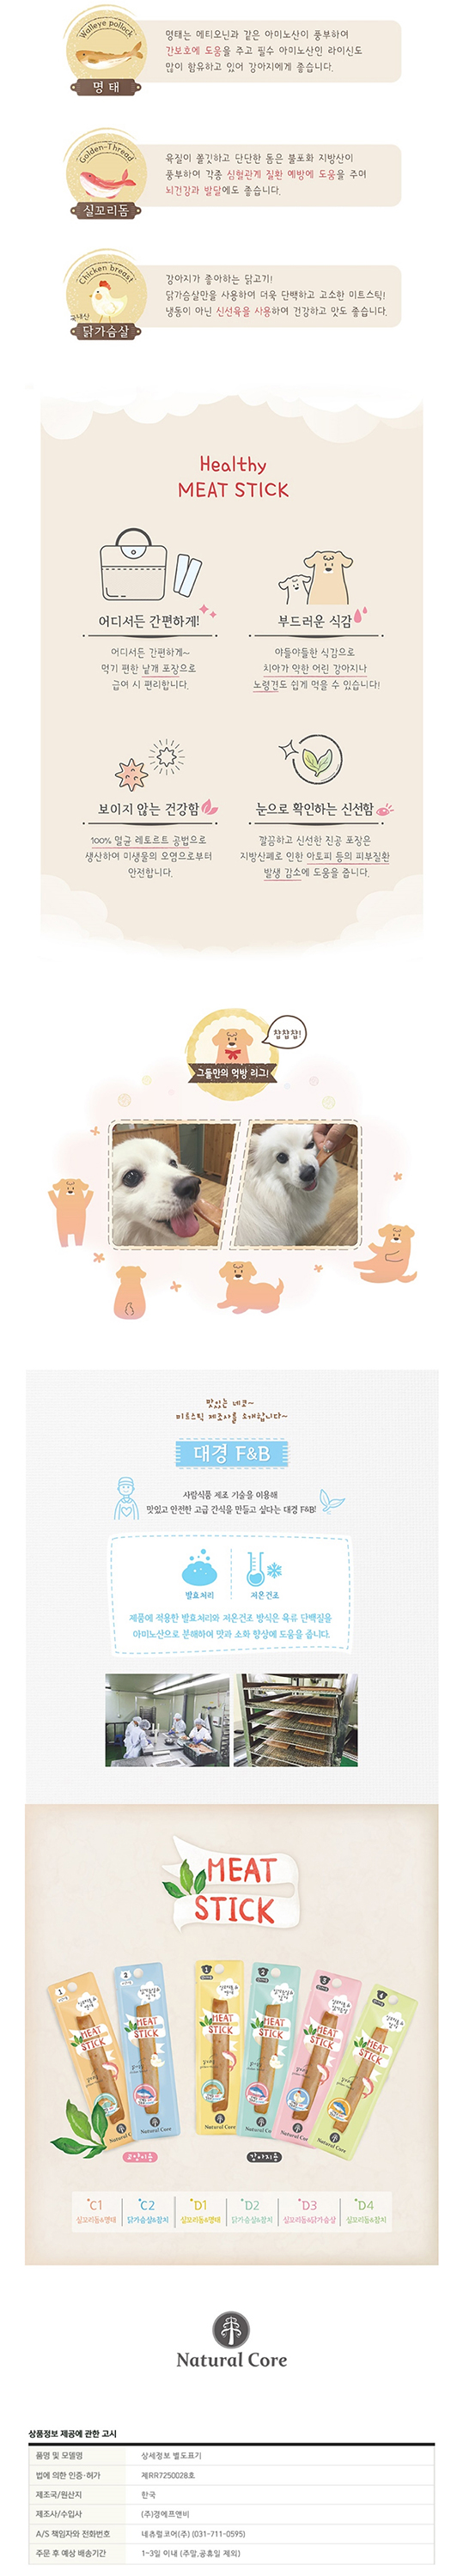 Walleye pollock
명태
명태는 메티오닌과 같은 아미노산이 풍부하여
간보호에 도움을 주고 필수 아미노산인 라이신도
많이 함유하고 있어 강아지에게 좋습니다.
Golden-Thread
실꼬리돔
육질이 쫄깃하고 단단한 돔은 불포화 지방산이
풍부하여 각종 심혈관계 질환 예방에 도움을 주며
뇌건강과 발달에도 좋습니다.
Chicken breast
국내산
닭가슴살
강아지가 좋아하는 닭고기!
닭가슴살만을 사용하여 더욱 담백하고 고소한 미트스틱!
냉동이 아닌 신선육을 사용하여 건강하고 맛도 좋습니다.
Healthy
MEAT STICK
어디서든 간편하게!
어디서든 간편하게~
먹기 편한 낱개 포장으로
급여 시 편리합니다.
부드러운 식감
야들야들한 식감으로
치아가 약한 어린 강아지나
노령견도 쉽게 먹을 수 있습니다!
보이지 않는 건강함
100% 멸균 레토르트 공법으로
생산하여 미생물의 오염으로부터
안전합니다.
눈으로 확인하는 신선함
깔끔하고 신선한 진공 포장은
지방산폐로 인한 아토피 등의 피부질환
발생 감소에 도움을 줍니다.
찹찹찹!
그들만의 먹방 리그!
맛있는 네코~
미트스틱 제조사를 소개합니다~
대경 F&B
사람식품 제조 기술을 이용해
맛있고 안전한 고급 간식을 만들고 싶다는 대경 F&B!
발효처리
저온건조
제품에 적용한 발효처리와 저온건조 방식은 육류 단백질을
아미노산으로 분해하여 맛과 소화 향상에 도움을 줍니다.
MEAT
STICK
1
2
1
2
3
4
MEAT STICK
MEAT STICK
MEAT STICK
MEAT STICK
MEAT STICK
MEAT STICK
Natural Core
Natural Core
고양이용
강아지용
C1
실꼬리돔&명태
C2
닭가슴살&참치
D1
실꼬리돔&명태
D2
닭가슴살&참치
D3
실꼬리돔&닭가슴살
D4
실꼬리돔&참치
Natural Core
상품정보 제공에 관한 고시
품명 및 모델명 상세정보 별도표기
법에 의한 인증·허가 제RR7250028호
제조국/원산지 한국
제조사/수입사 (주)경에프앤비
A/S 책임자와 전화번호 네츄럴코어(주) (031-711-0595)
주문 후 예상 배송기간 1~3일 이내 (주말,공휴일 제외)